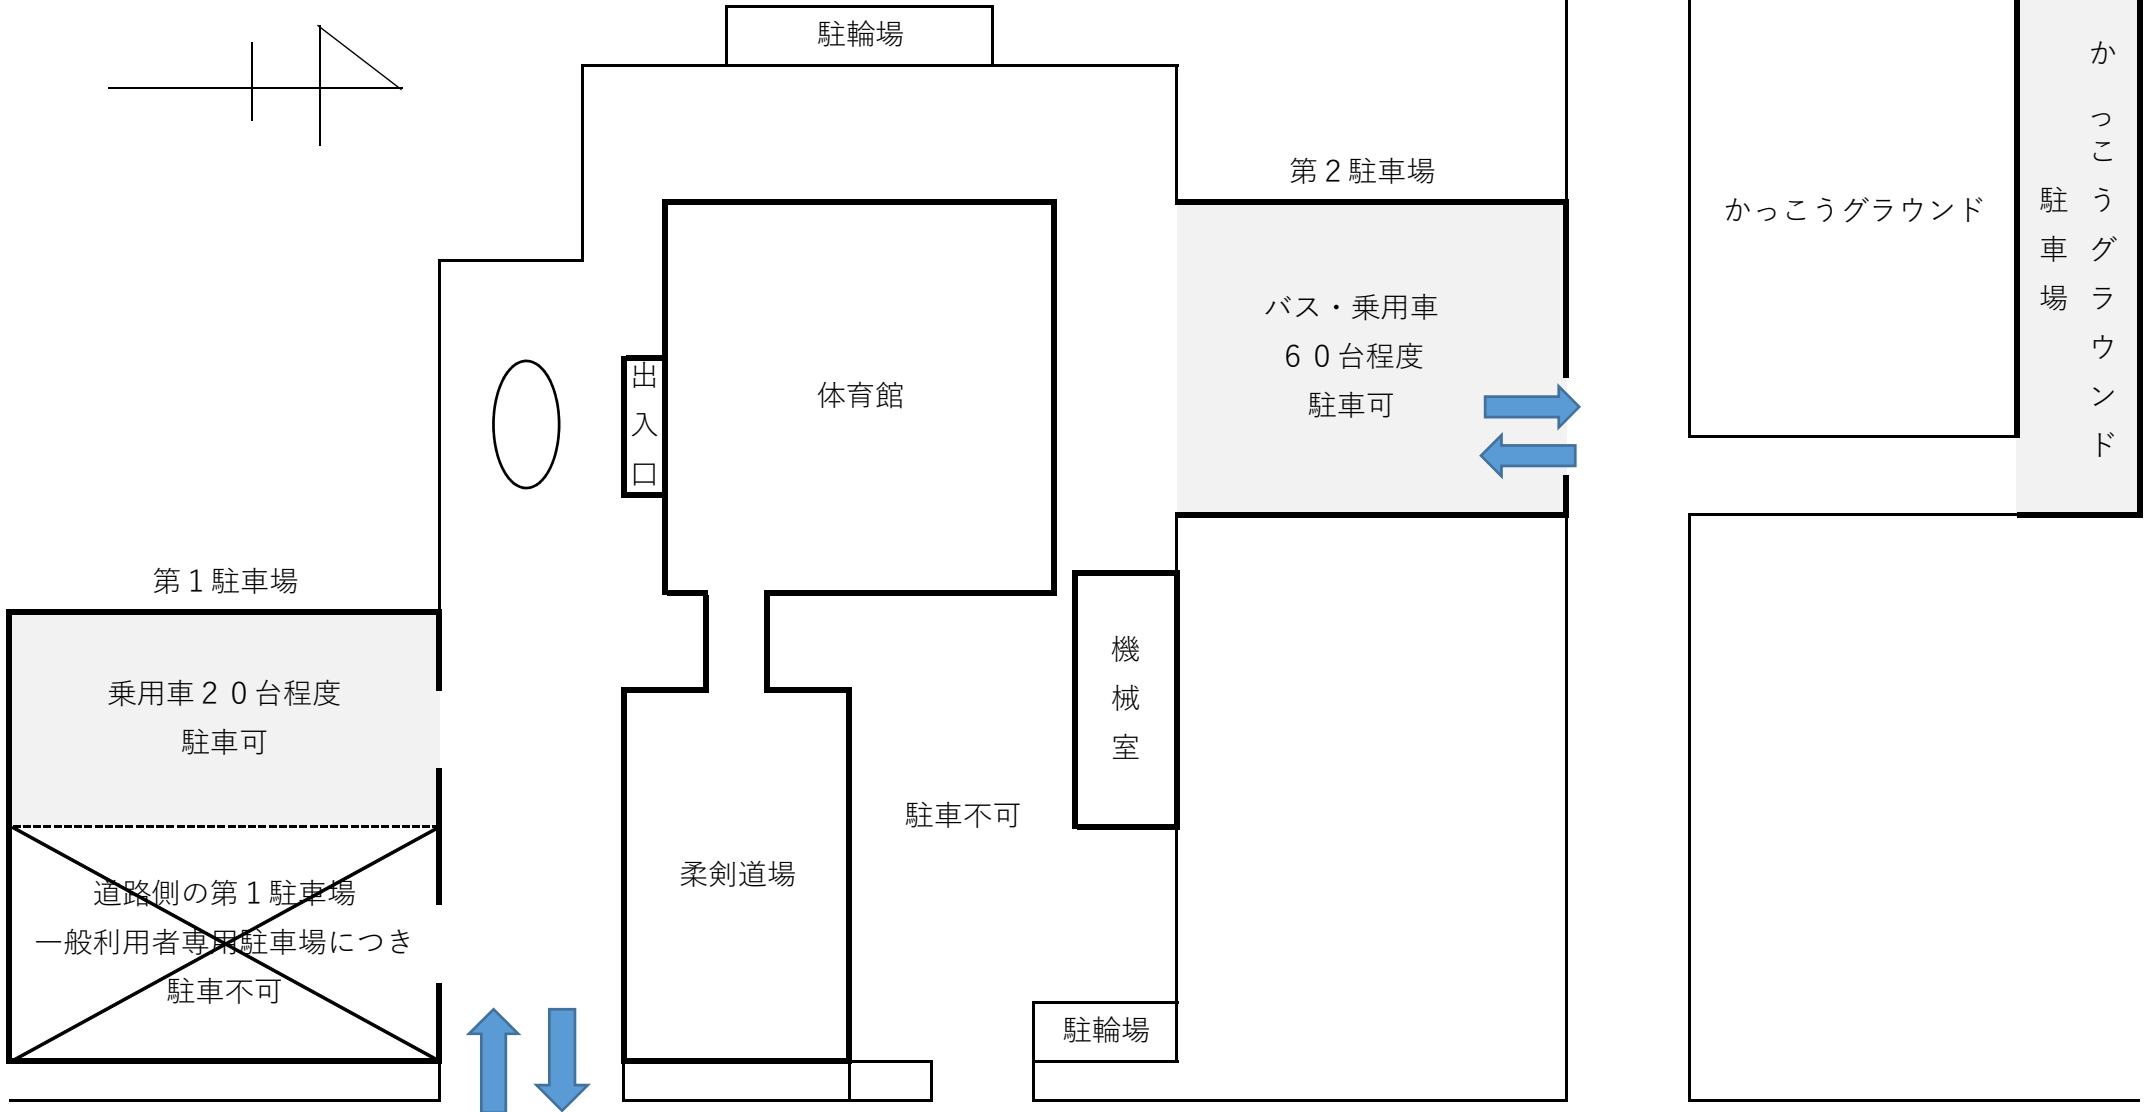 駐輪場
第２駐車場
かっこうグラウンド
かっこうグラウンド
駐車場
バス・乗用車
６０台程度
駐車可
体育館
出入口
第１駐車場
乗用車２０台程度
駐車可
機械室
駐車不可
柔剣道場
道路側の第１駐車場
一般利用者専用駐車場につき
駐車不可
駐輪場